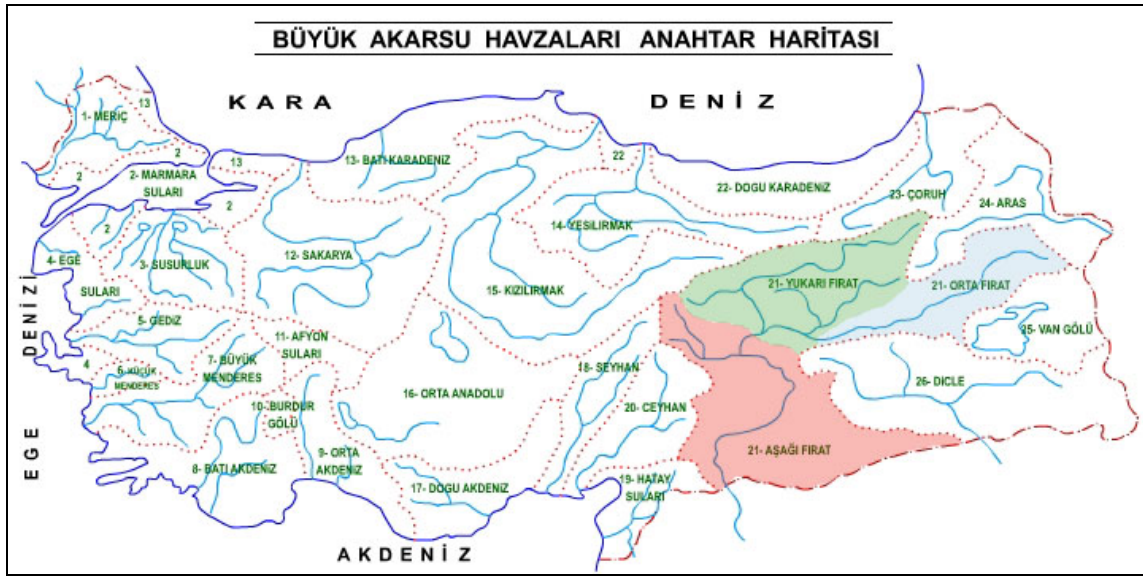 BÜYÜK AKARSU HAVZALARI ANAHTAR HARİTASI
KARA
DENİZ
1- MERİÇ
13
2
2
2- MARMARA
SULARI
13
2
13- BATI KARADENİZ
22
22- DOGU KARADENİZ
23- ÇORUH
24- ARAS
2
4- EGE
SULARI
3- SUSURLUK
12- SAKARYA
14- YESILIRMAK
15- KIZILIRMAK
21- YUKARI FIRAT
21- ORTA FIRAT
25- VAN GÖLÜ
5- GEDİZ
4
6- KÜÇÜK
MENDERES
7- BÜYÜK
MENDERES
11- AFYON
SULARI
16- ORTA ANADOLU
18- SEYHAN
20- CEYHAN
26- DICLE
10- BURDUR
GÖLÜ
8- BATI AKDENİZ
9- ORTA
AKDENİZ
17- DOGU AKDENİZ
19- HATAY
SULARI
21- AŞAĞI FIRAT
EGE DENİZİ
AKDENİZ